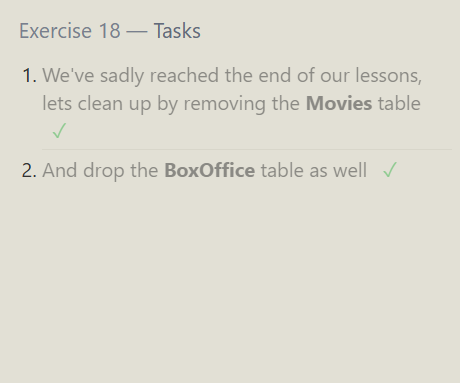 Exercise 18 — Tasks
1. We've sadly reached the end of our lessons,
lets clean up by removing the Movies table
✓
2. And drop the BoxOffice table as well ✓